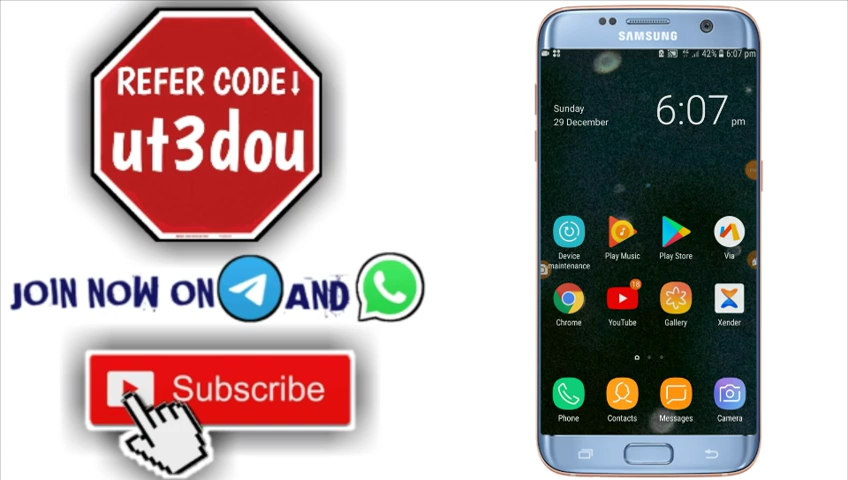 REFER CODE↓
ut3dou
JOIN NOW ON AND
Subscribe
SAMSUNG
42% 6:07 pm
Sunday
29 December
6:07 pm
Device maintenance
Play Music
Play Store
Via
Chrome
18
YouTube
Gallery
Xender
Phone
Contacts
Messages
Camera